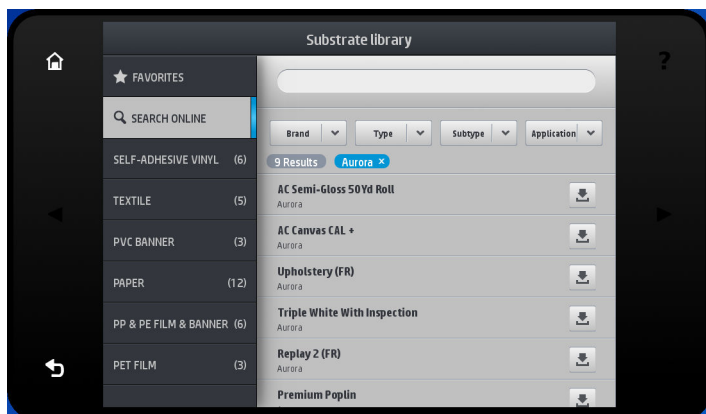 Substrate library
?
FAVORITES
SEARCH ONLINE
SELF-ADHESIVE VINYL (6)
TEXTILE (5)
PVC BANNER (3)
PAPER (12)
PP & PE FILM & BANNER (6)
PET FILM (3)
Brand
Type
Subtype
Application
9 Results
Aurora ×
AC Semi-Gloss 50Yd Roll
Aurora
AC Canvas CAL +
Aurora
Upholstery (FR)
Aurora
Triple White With Inspection
Aurora
Replay 2 (FR)
Aurora
Premium Poplin